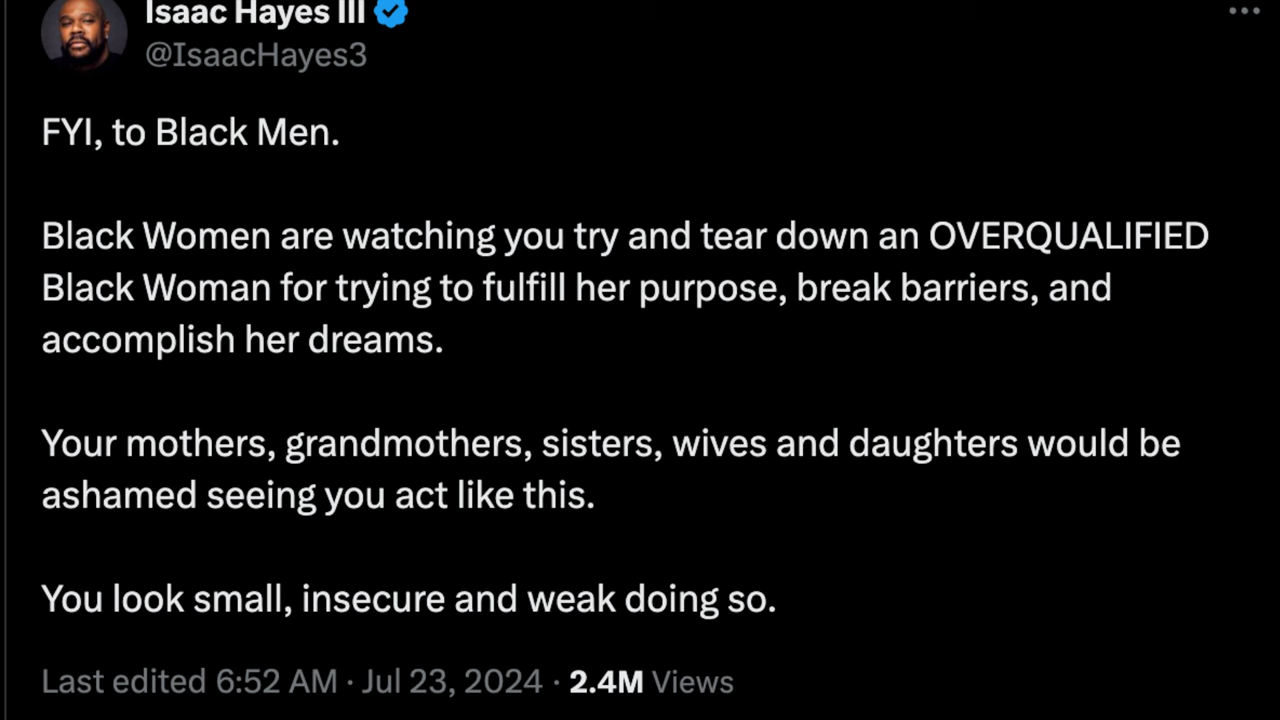 Isaac Hayes III
@IsaacHayes3
FYI, to Black Men.
Black Women are watching you try and tear down an OVERQUALIFIED
Black Woman for trying to fulfill her purpose, break barriers, and
accomplish her dreams.
Your mothers, grandmothers, sisters, wives and daughters would be
ashamed seeing you act like this.
You look small, insecure and weak doing so.
Last edited 6:52 AM · Jul 23, 2024 · 2.4M Views